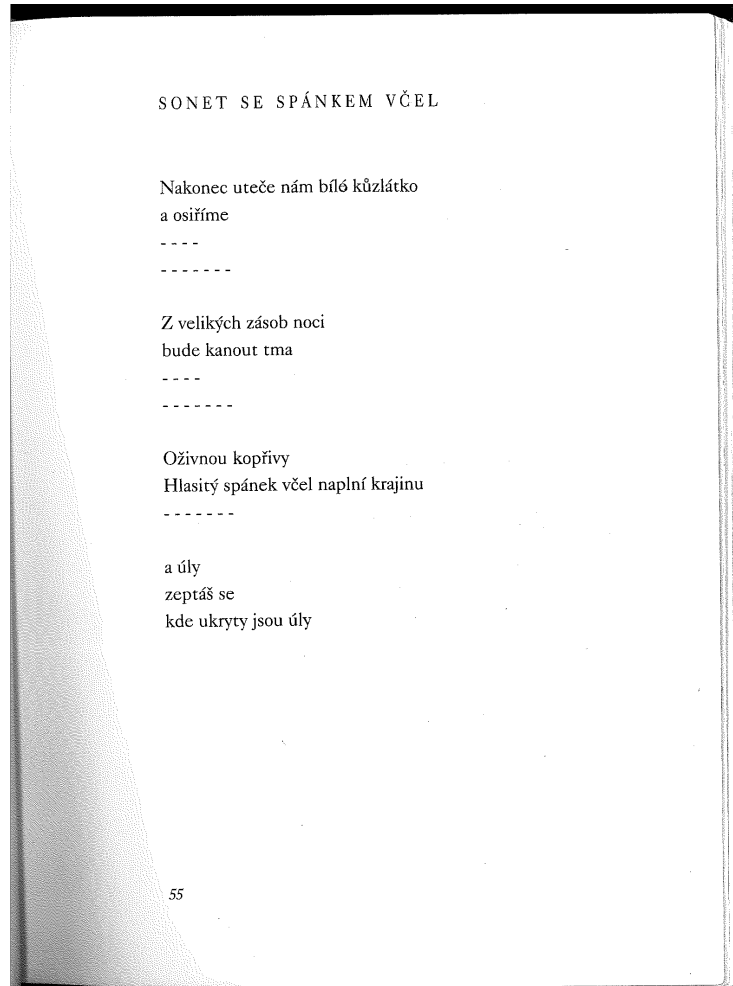 SONET SE SPÁNKEM VČEL
Nakonec uteče nám bíló kůzlátko
a osiříme
- - - -
- - - - - - -
Z velikých zásob noci
bude kanout tma
- - - -
- - - - - - -
Oživnou kopřivy
Hlasitý spánek včel naplní krajinu
- - - - - - -
a úly
zeptáš se
kde ukryty jsou úly
55